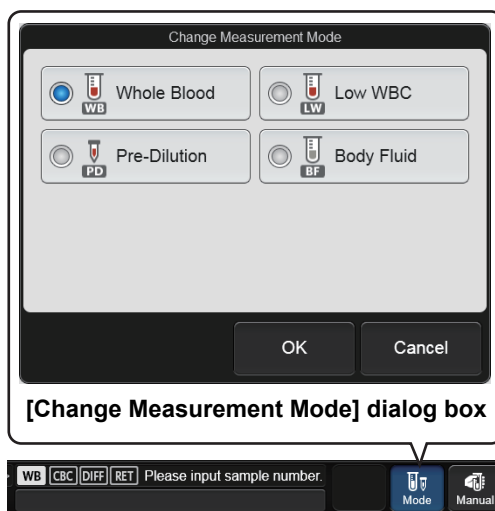 Change Measurement Mode
WB Whole Blood
LW Low WBC
PD Pre-Dilution
BF Body Fluid
OK Cancel
[Change Measurement Mode] dialog box
WB CBC DIFF RET Please input sample number.
Mode Manual